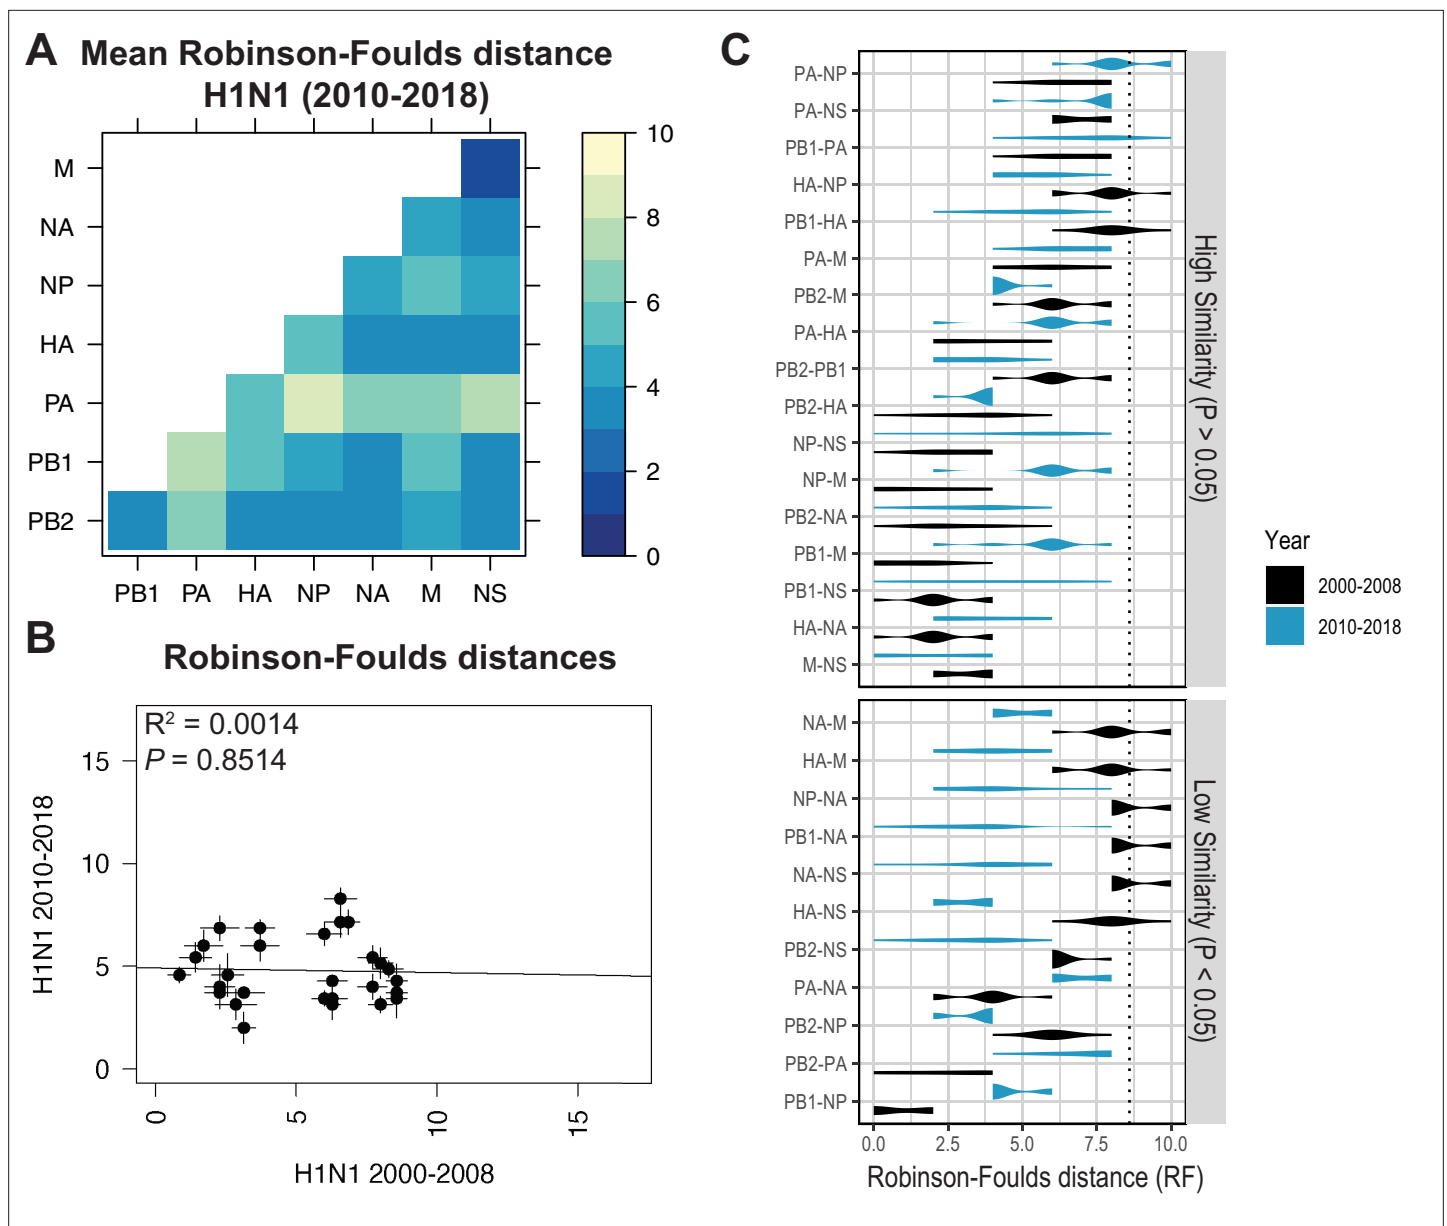 A Mean Robinson-Foulds distance
H1N1 (2010-2018)
M
NA
NP
HA
PA
PB1
PB2
PB1 PA HA NP NA M NS
10
8
6
4
2
0
B
Robinson-Foulds distances
R² = 0.0014
P = 0.8514
H1N1 2010-2018
15
10
5
0
0 5 10 15
H1N1 2000-2008
C
PA-NP
PA-NS
PB1-PA
HA-NP
PB1-HA
PA-M
PB2-M
PA-HA
PB2-PB1
PB2-HA
NP-NS
NP-M
PB2-NA
PB1-M
PB1-NS
HA-NA
M-NS
High Similarity (P > 0.05)
NA-M
HA-M
NP-NA
PB1-NA
NA-NS
HA-NS
PB2-NS
PA-NA
PB2-NP
PB2-PA
PB1-NP
Low Similarity (P < 0.05)
0.0 2.5 5.0 7.5 10.0
Robinson-Foulds distance (RF)
Year
2000-2008
2010-2018